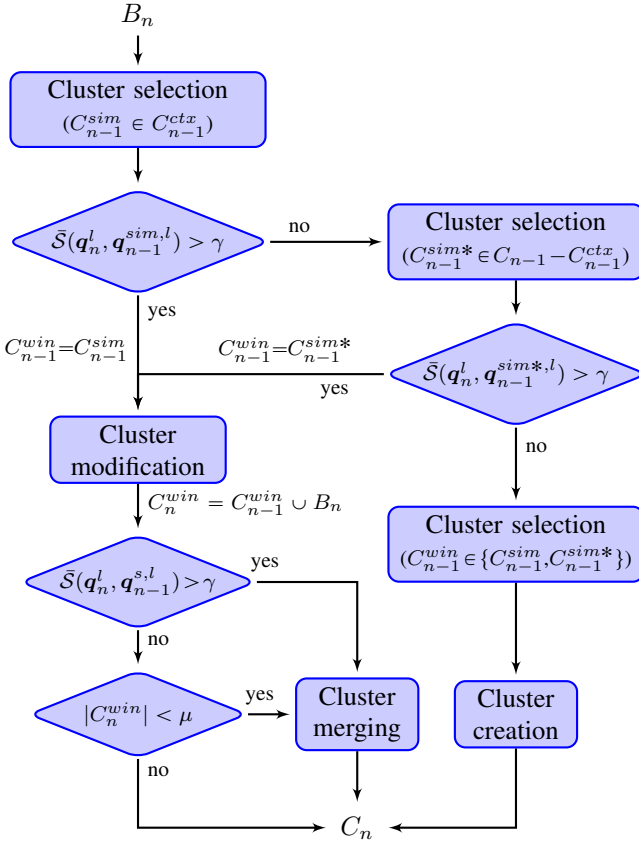 Bₙ
Cluster selection
(C^{sim}_{n−1} ∈ C^{ctx}_{n−1})
S̄(q^l_n, q^{sim,l}_{n−1}) > γ
no
Cluster selection
(C^{sim*}_{n−1} ∈ C_{n−1} − C^{ctx}_{n−1})
yes
C^{win}_{n−1}=C^{sim}_{n−1}
C^{win}_{n−1}=C^{sim*}_{n−1}
yes
S̄(q^l_n, q^{sim*,l}_{n−1}) > γ
no
Cluster
modification
C^{win}_n = C^{win}_{n−1} ∪ B_n
Cluster selection
(C^{win}_{n−1} ∈ {C^{sim}_{n−1}, C^{sim*}_{n−1}})
S̄(q^l_n, q^{s,l}_{n−1}) > γ
yes
no
|C^{win}_n| < μ
yes
no
Cluster
merging
Cluster
creation
Cₙ